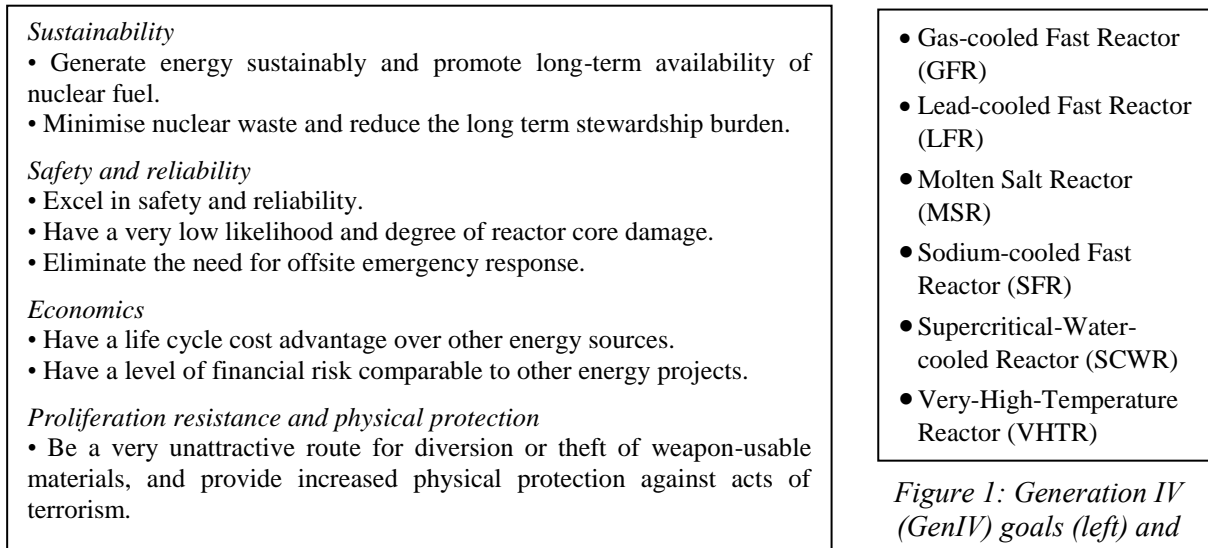 Sustainability
• Generate energy sustainably and promote long-term availability of
nuclear fuel.
• Minimise nuclear waste and reduce the long term stewardship burden.
Safety and reliability
• Excel in safety and reliability.
• Have a very low likelihood and degree of reactor core damage.
• Eliminate the need for offsite emergency response.
Economics
• Have a life cycle cost advantage over other energy sources.
• Have a level of financial risk comparable to other energy projects.
Proliferation resistance and physical protection
• Be a very unattractive route for diversion or theft of weapon-usable
materials, and provide increased physical protection against acts of
terrorism.
• Gas-cooled Fast Reactor
(GFR)
• Lead-cooled Fast Reactor
(LFR)
• Molten Salt Reactor
(MSR)
• Sodium-cooled Fast
Reactor (SFR)
• Supercritical-Water-
cooled Reactor (SCWR)
• Very-High-Temperature
Reactor (VHTR)
Figure 1: Generation IV
(GenIV) goals (left) and